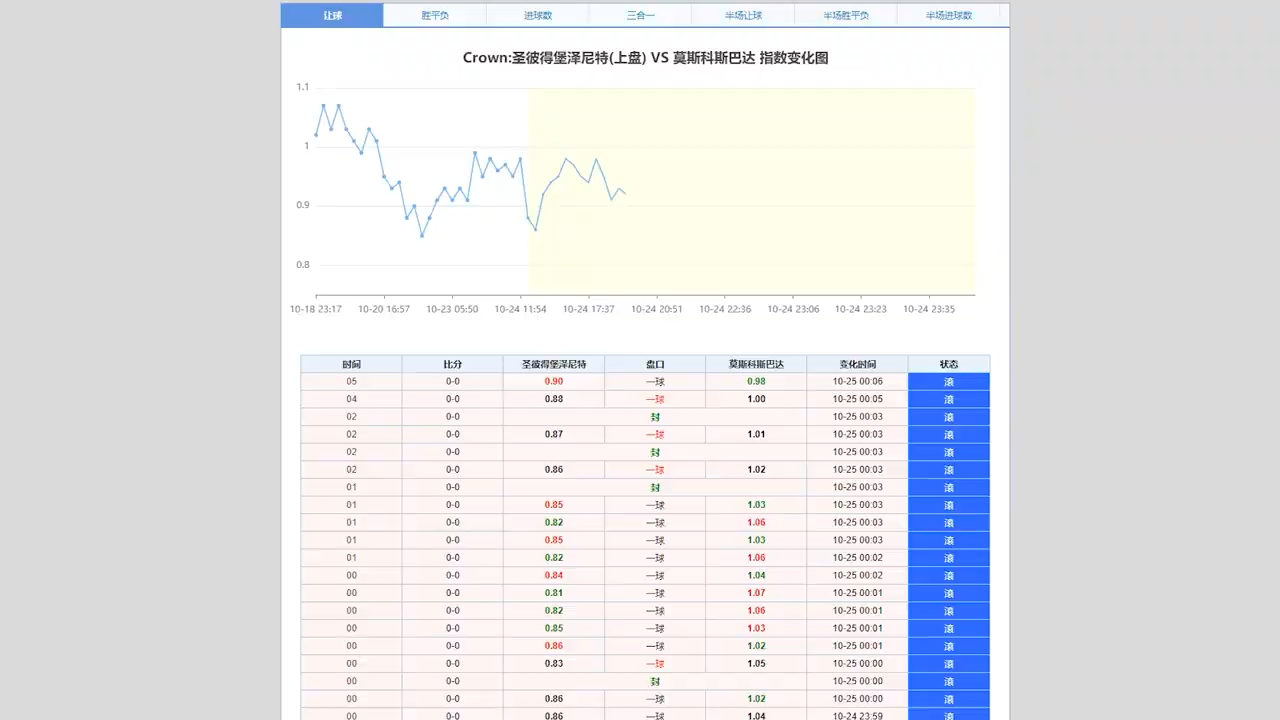 让球 胜平负 进球数 三合一 半场让球 半场胜平负 半场进球数
Crown:圣彼得堡泽尼特(上盘) VS 莫斯科斯巴达 指数变化图
1.1
1
0.9
0.8
10-18 23:17 10-20 16:57 10-23 05:50 10-24 11:54 10-24 17:37 10-24 20:51 10-24 22:36 10-24 23:06 10-24 23:23 10-24 23:35
时间 比分 圣彼得堡泽尼特 盘口 莫斯科斯巴达 变化时间 状态
05 0-0 0.90 一球 0.98 10-25 00:06 滚
04 0-0 0.88 一球 1.00 10-25 00:05 滚
02 0-0 封 10-25 00:03 滚
02 0-0 0.87 一球 1.01 10-25 00:03 滚
02 0-0 封 10-25 00:03 滚
02 0-0 0.86 一球 1.02 10-25 00:03 滚
01 0-0 封 10-25 00:03 滚
01 0-0 0.85 一球 1.03 10-25 00:03 滚
01 0-0 0.82 一球 1.06 10-25 00:03 滚
01 0-0 0.85 一球 1.03 10-25 00:03 滚
01 0-0 0.82 一球 1.06 10-25 00:02 滚
00 0-0 0.84 一球 1.04 10-25 00:02 滚
00 0-0 0.81 一球 1.07 10-25 00:01 滚
00 0-0 0.82 一球 1.06 10-25 00:01 滚
00 0-0 0.85 一球 1.03 10-25 00:01 滚
00 0-0 0.86 一球 1.02 10-25 00:01 滚
00 0-0 0.83 一球 1.05 10-25 00:00 滚
00 0-0 封 10-25 00:00 滚
00 0-0 0.86 一球 1.02 10-25 00:00 滚
00 0-0 0.86 一球 1.04 10-24 23:59 滚